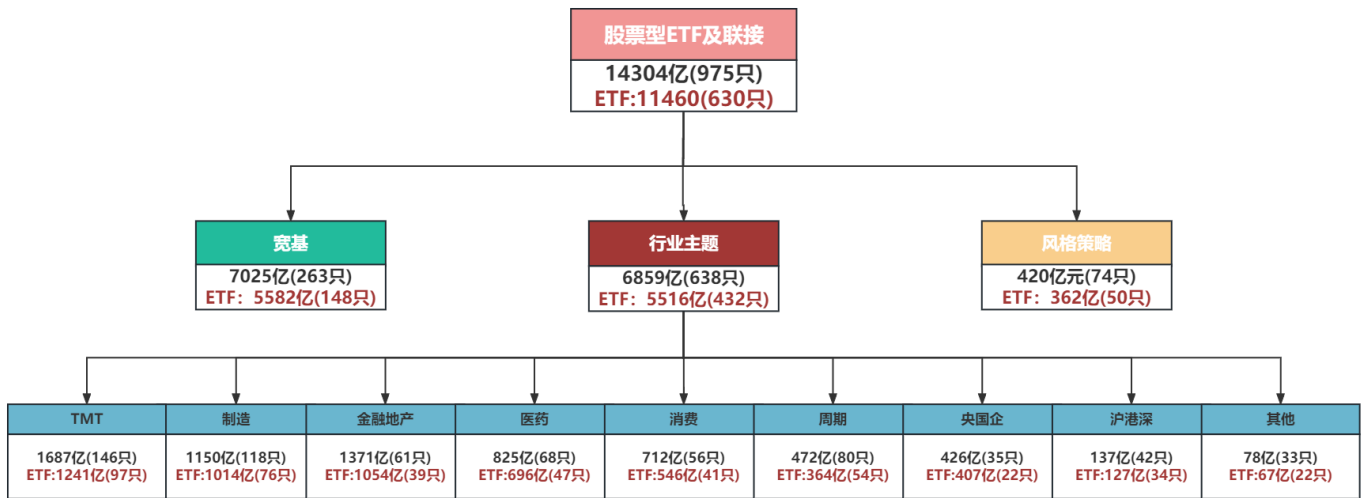 股票型ETF及联接
14304亿(975只)
ETF:11460(630只)
宽基
7025亿(263只)
ETF：5582亿(148只)
行业主题
6859亿(638只)
ETF：5516亿(432只)
风格策略
420亿元(74只)
ETF：362亿(50只)
TMT
1687亿(146只)
ETF:1241亿(97只)
制造
1150亿(118只)
ETF:1014亿(76只)
金融地产
1371亿(61只)
ETF:1054亿(39只)
医药
825亿(68只)
ETF:696亿(47只)
消费
712亿(56只)
ETF:546亿(41只)
周期
472亿(80只)
ETF:364亿(54只)
央国企
426亿(35只)
ETF:407亿(22只)
沪港深
137亿(42只)
ETF:127亿(34只)
其他
78亿(33只)
ETF:67亿(22只)